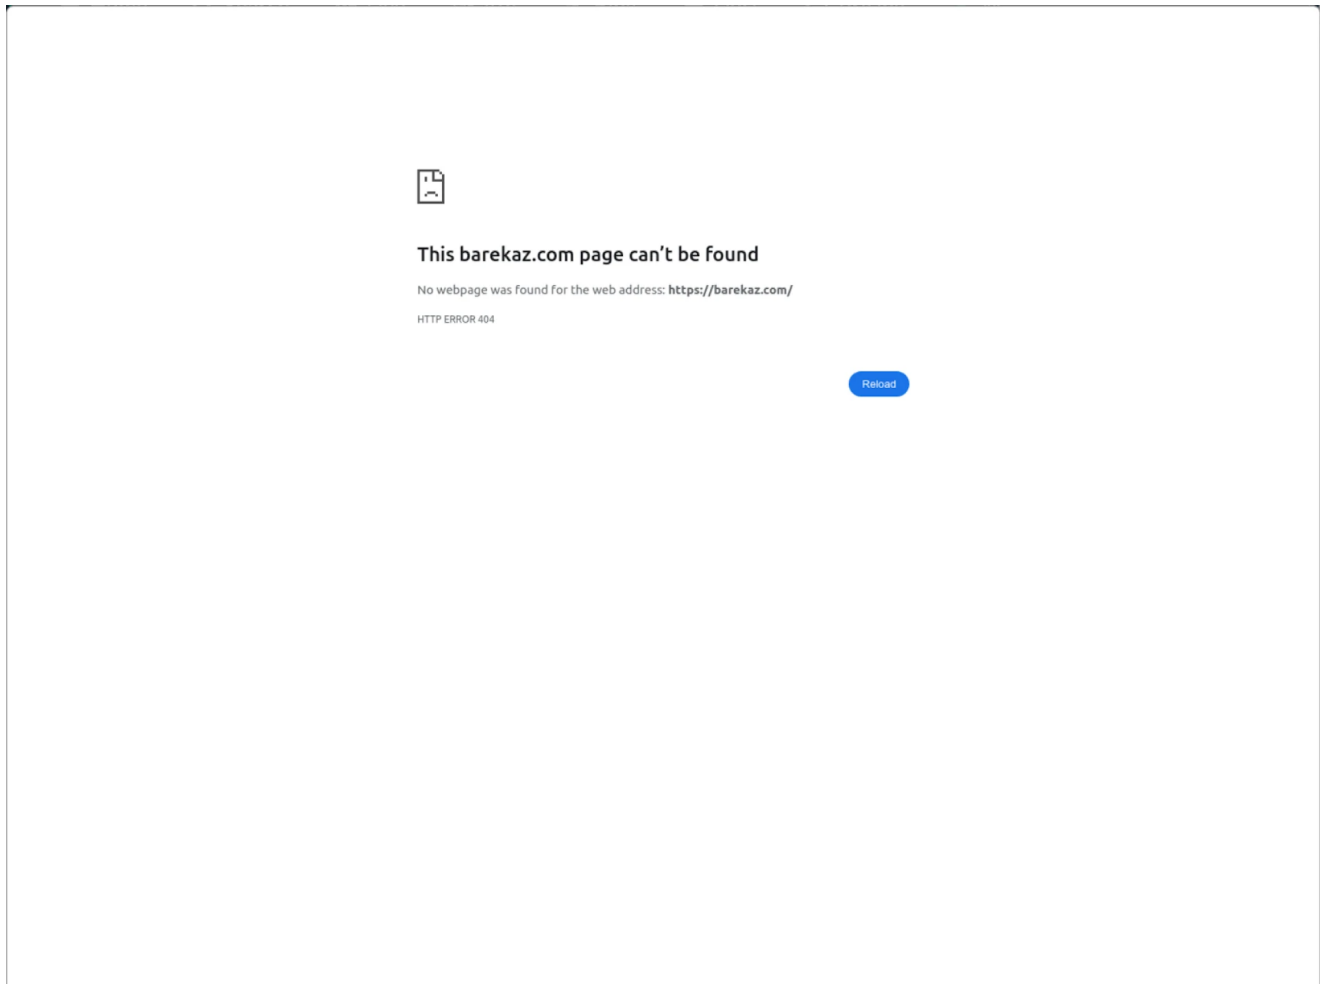 This barekaz.com page can’t be found
No webpage was found for the web address: https://barekaz.com/
HTTP ERROR 404
Reload